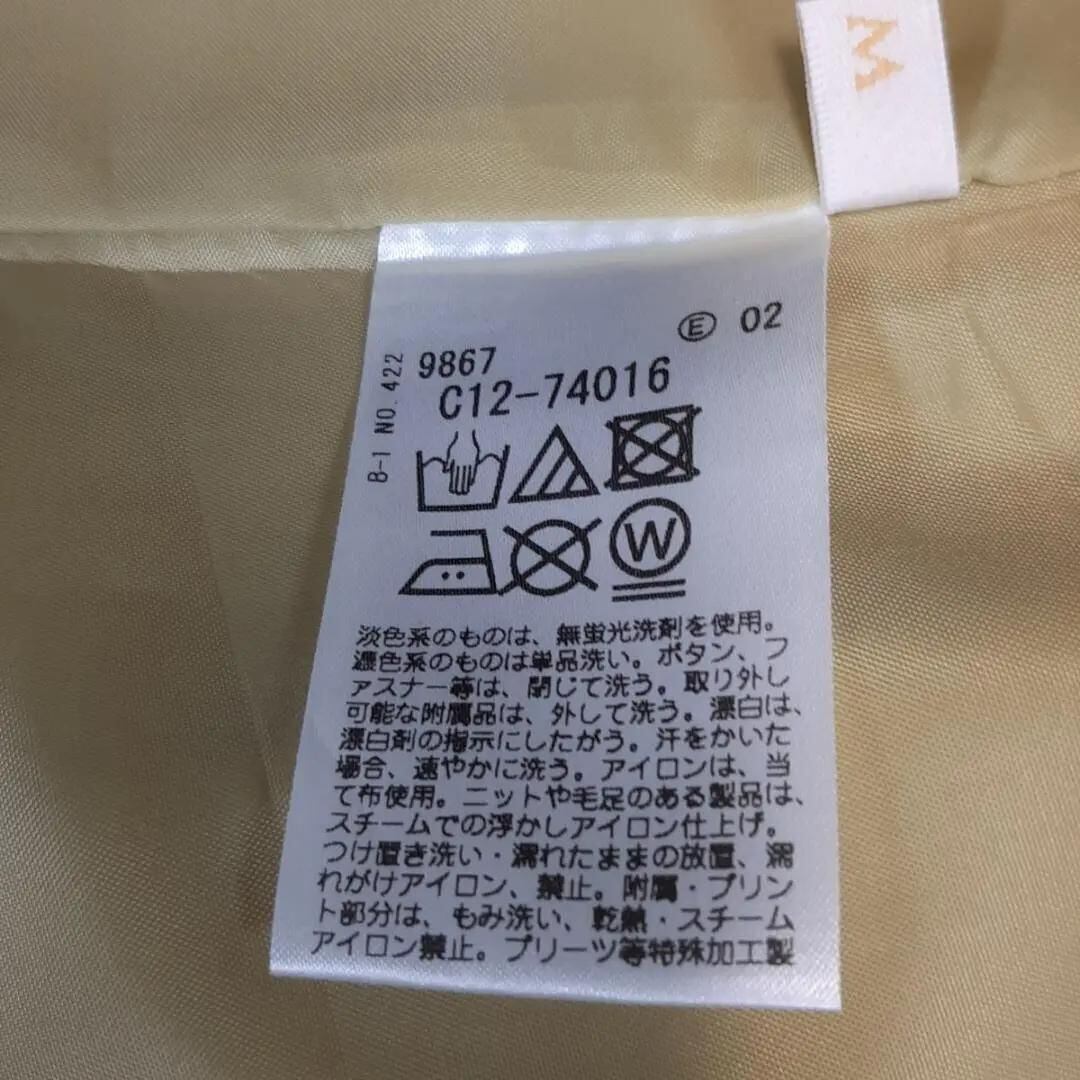 M
Ⓔ 02
B-1 NO. 422
9867
C12-74016
W
淡色系のものは、無蛍光洗剤を使用。
濃色系のものは単品洗い。ボタン、フ
ァスナー等は、閉じて洗う。取り外し
可能な附属品は、外して洗う。漂白は、
漂白剤の指示にしたがう。汗をかいた
場合、速やかに洗う。アイロンは、当
て布使用。ニットや毛足のある製品は、
スチームでの浮かしアイロン仕上げ。
つけ置き洗い・濡れたままの放置、濡
れがけアイロン、禁止。附属・プリン
ト部分は、もみ洗い、乾熱・スチーム
アイロン禁止。プリーツ等特殊加工製